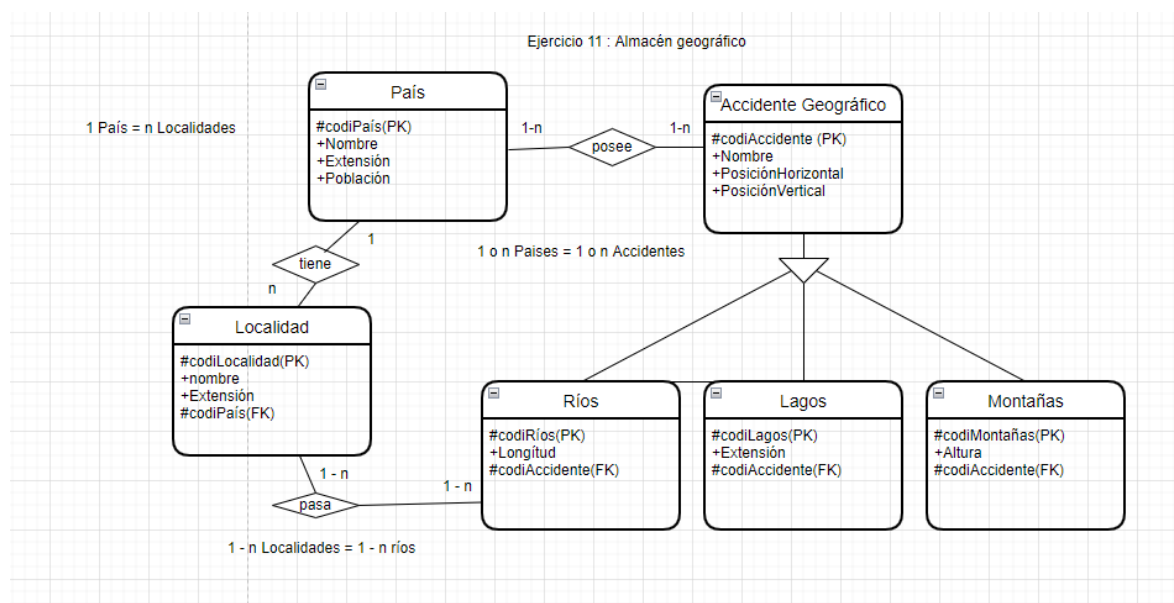 Ejercicio 11 : Almacén geográfico
País
#codiPaís(PK)
+Nombre
+Extensión
+Población
1 País = n Localidades
1-n
posee
1-n
Accidente Geográfico
#codiAccidente (PK)
+Nombre
+PosiciónHorizontal
+PosiciónVertical
1
tiene
n
1 o n Paises = 1 o n Accidentes
Localidad
#codiLocalidad(PK)
+nombre
+Extensión
#codiPaís(FK)
Ríos
#codiRíos(PK)
+Longítud
#codiAccidente(FK)
Lagos
#codiLagos(PK)
+Extensión
#codiAccidente(FK)
Montañas
#codiMontañas(PK)
+Altura
#codiAccidente(FK)
1 - n
pasa
1 - n
1 - n Localidades = 1 - n ríos